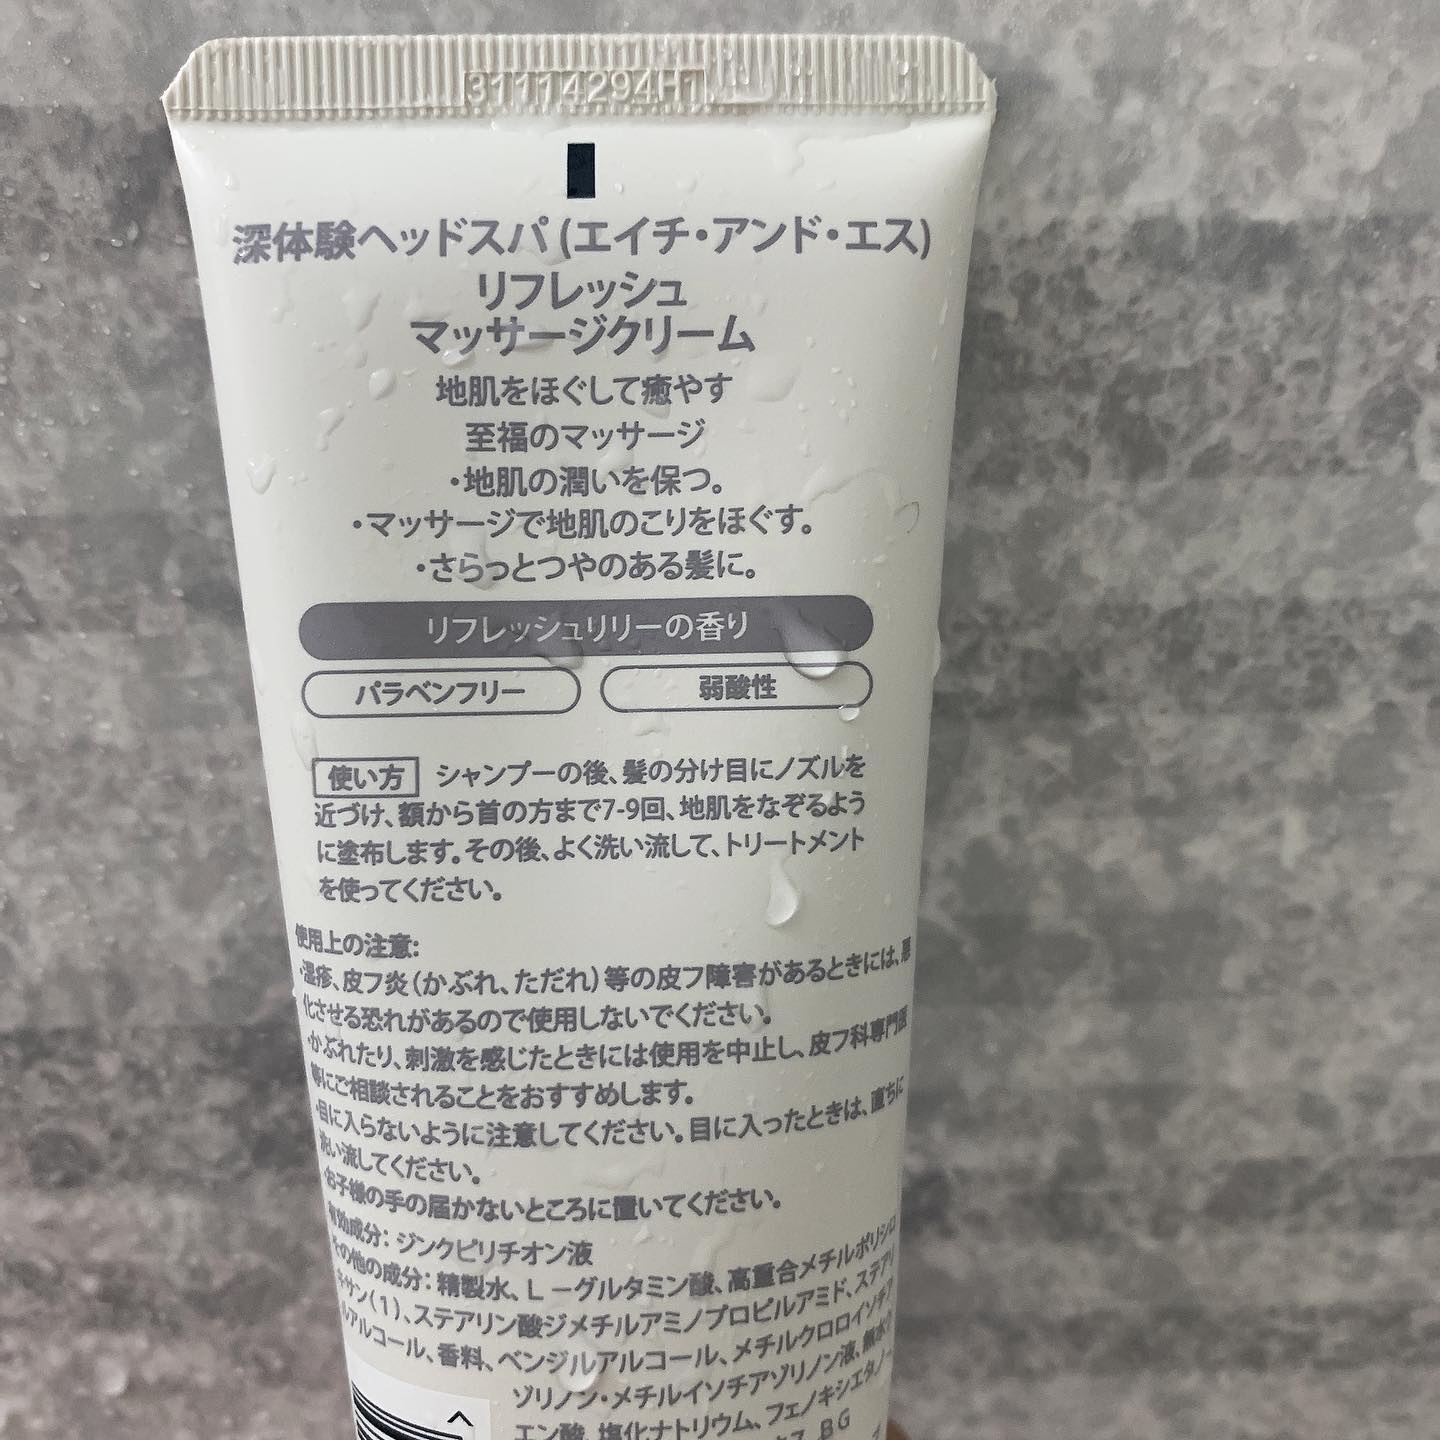 31114294H1
深体験ヘッドスパ (エイチ・アンド・エス)
リフレッシュ
マッサージクリーム
地肌をほぐして癒やす
至福のマッサージ
・地肌の潤いを保つ。
・マッサージで地肌のこりをほぐす。
・さらっとつやのある髪に。
リフレッシュリリーの香り
パラベンフリー
弱酸性
使い方 シャンプーの後、髪の分け目にノズルを
近づけ、額から首の方まで7-9回、地肌をなぞるよう
に塗布します。その後、よく洗い流して、トリートメント
を使ってください。
使用上の注意:
・湿疹、皮フ炎(かぶれ、ただれ)等の皮フ障害があるときには、悪
化させる恐れがあるので使用しないでください。
・かぶれたり、刺激を感じたときには使用を中止し、皮フ科専門医
等にご相談されることをおすすめします。
・目に入らないように注意してください。目に入ったときは、直ちに
洗い流してください。
・お子様の手の届かないところに置いてください。
有効成分: ジンクピリチオン液
その他の成分: 精製水、L－グルタミン酸、高重合メチルポリシロ
キサン(1)、ステアリン酸ジメチルアミノプロピルアミド、ステアリ
ルアルコール、香料、ベンジルアルコール、メチルクロロイソチア
ゾリノン・メチルイソチアゾリノン液、無水ク
エン酸、塩化ナトリウム、フェノキシエタノー
BG